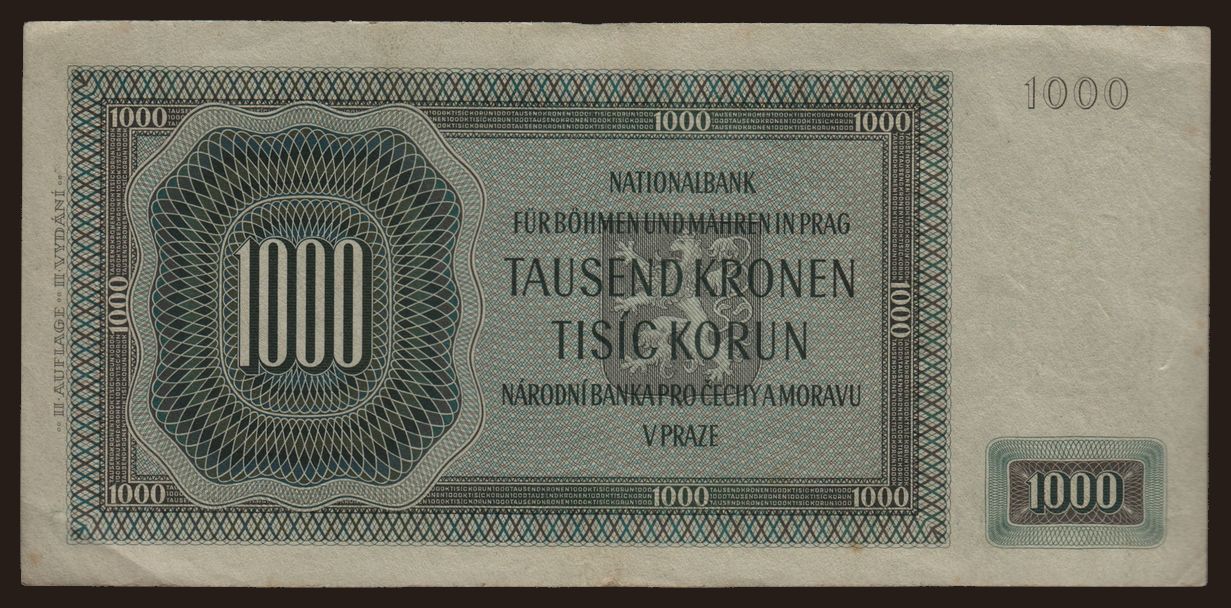 1000
1000 1000 1000
NATIONALBANK
FÜR BÖHMEN UND MÄHREN IN PRAG
TAUSEND KRONEN
TISÍC KORUN
NÁRODNÍ BANKA PRO ČECHY A MORAVU
V PRAZE
1000
1000
1000
II AUFLAGE II VYDÁNÍ
1000 1000 1000
1000